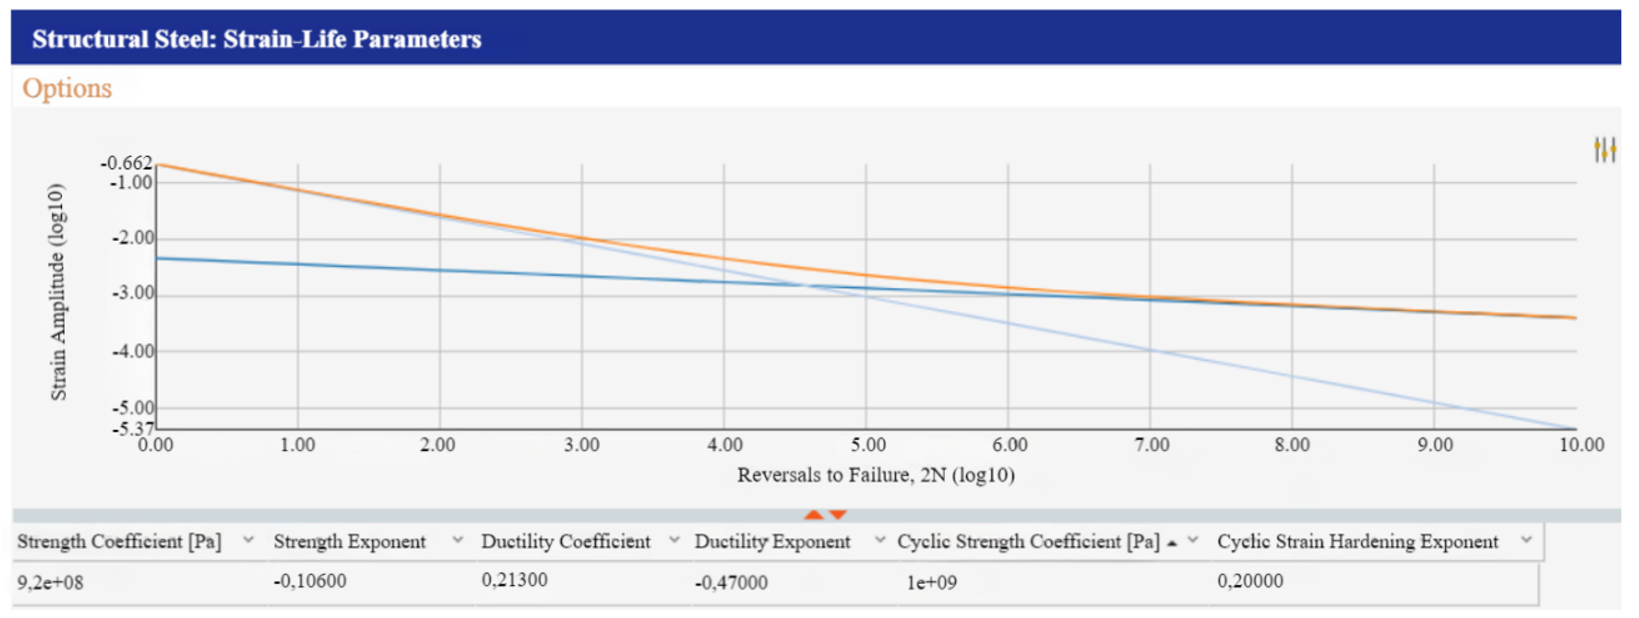 Structural Steel: Strain-Life Parameters
Options
Strain Amplitude (log10)
-0.662
-1.00
-2.00
-3.00
-4.00
-5.00
-5.37
0.00 1.00 2.00 3.00 4.00 5.00 6.00 7.00 8.00 9.00 10.00
Reversals to Failure, 2N (log10)
Strength Coefficient [Pa] Strength Exponent Ductility Coefficient Ductility Exponent Cyclic Strength Coefficient [Pa] Cyclic Strain Hardening Exponent
9,2e+08 -0,10600 0,21300 -0,47000 1e+09 0,20000